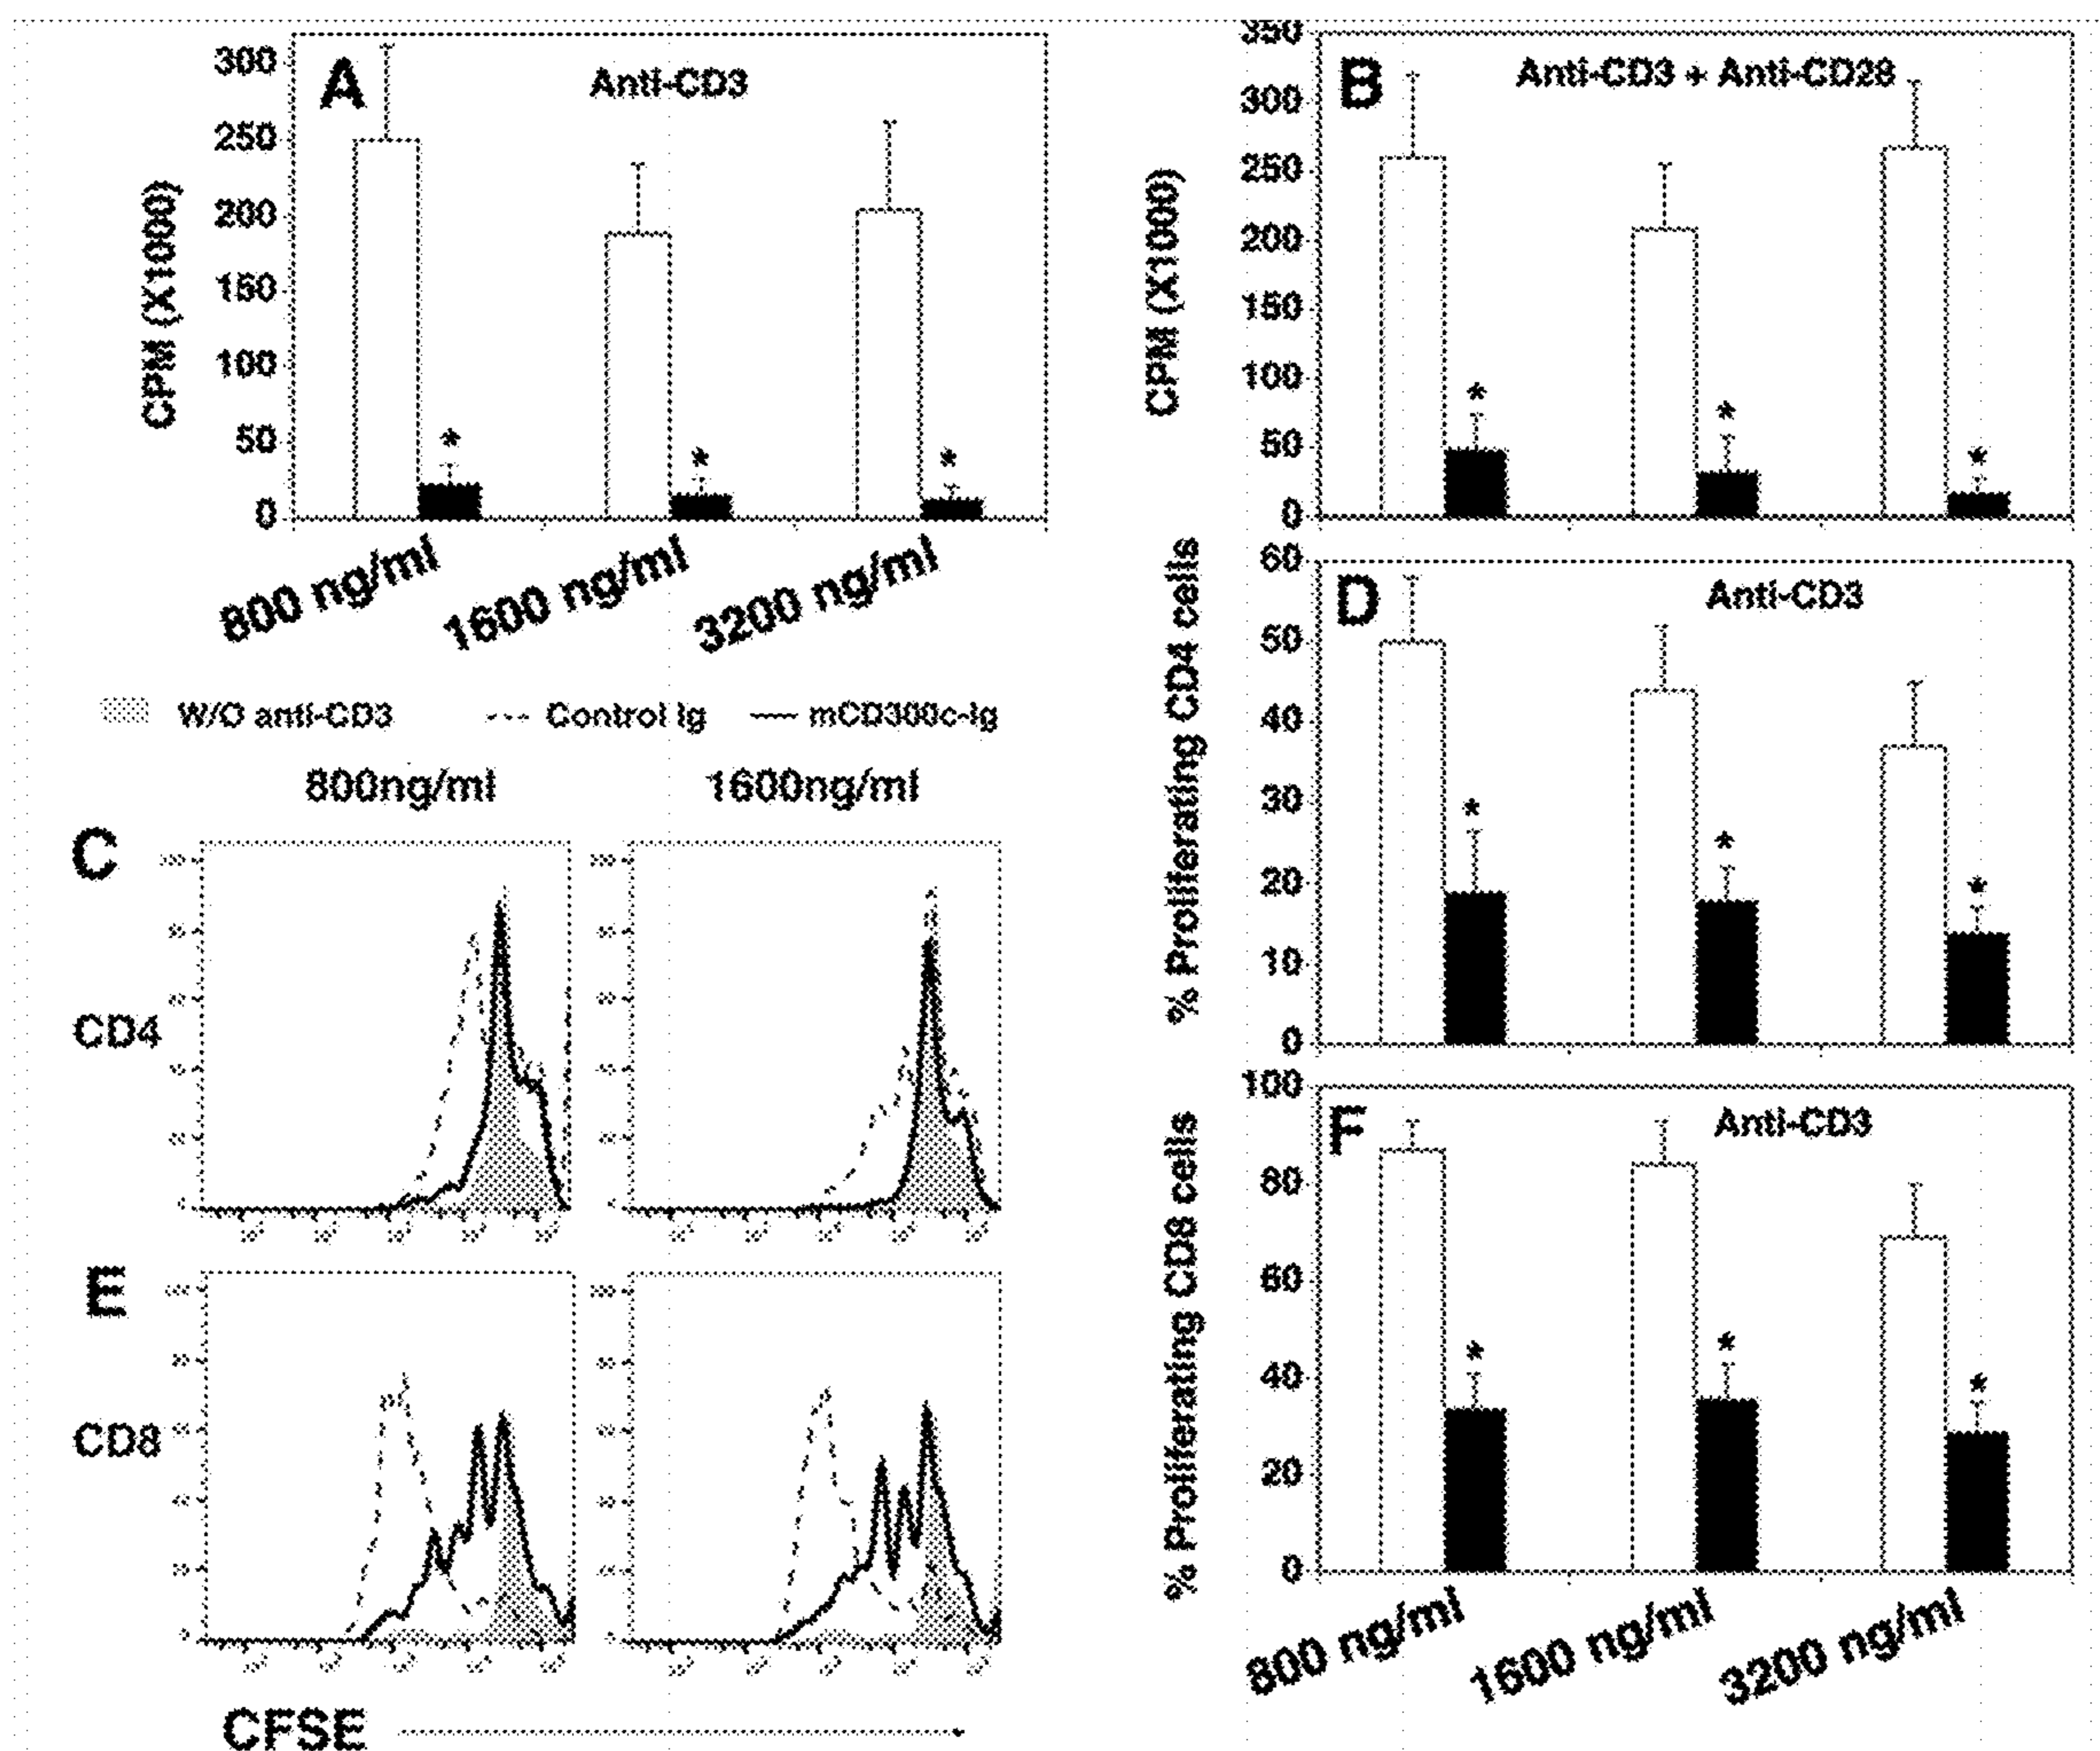 A
Anti-CD3
CPM (X1000)
300
250
200
150
100
50
0
*
*
*
800 ng/ml
1600 ng/ml
3200 ng/ml
B
Anti-CD3 + Anti-CD28
CPM (X1000)
350
300
250
200
150
100
50
0
*
*
*
W/O anti-CD3
Control Ig
mCD300c-Ig
800ng/ml
1600ng/ml
C
CD4
D
Anti-CD3
% Proliferating CD4 cells
60
50
40
30
20
10
0
*
*
*
E
CD8
CFSE
F
Anti-CD3
% Proliferating CD8 cells
100
80
60
40
20
0
*
*
*
800 ng/ml
1600 ng/ml
3200 ng/ml